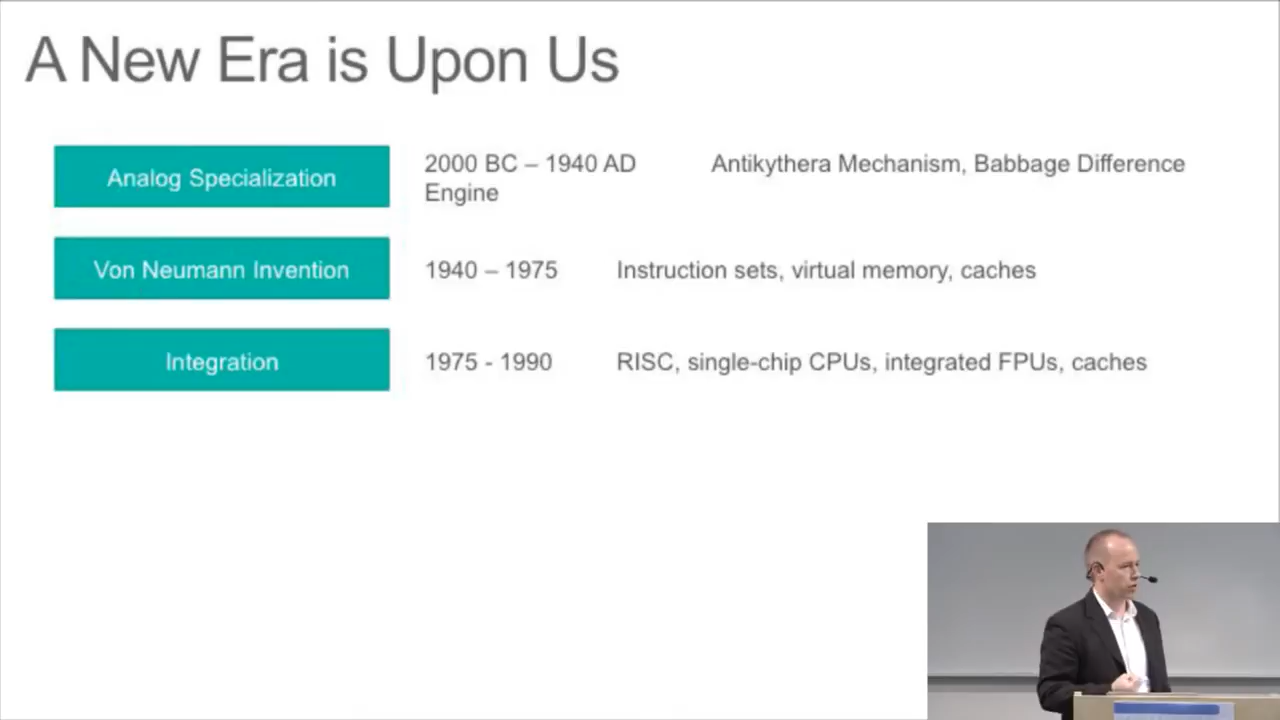 A New Era is Upon Us
Analog Specialization
2000 BC – 1940 AD Antikythera Mechanism, Babbage Difference
Engine
Von Neumann Invention
1940 – 1975 Instruction sets, virtual memory, caches
Integration
1975 - 1990 RISC, single-chip CPUs, integrated FPUs, caches